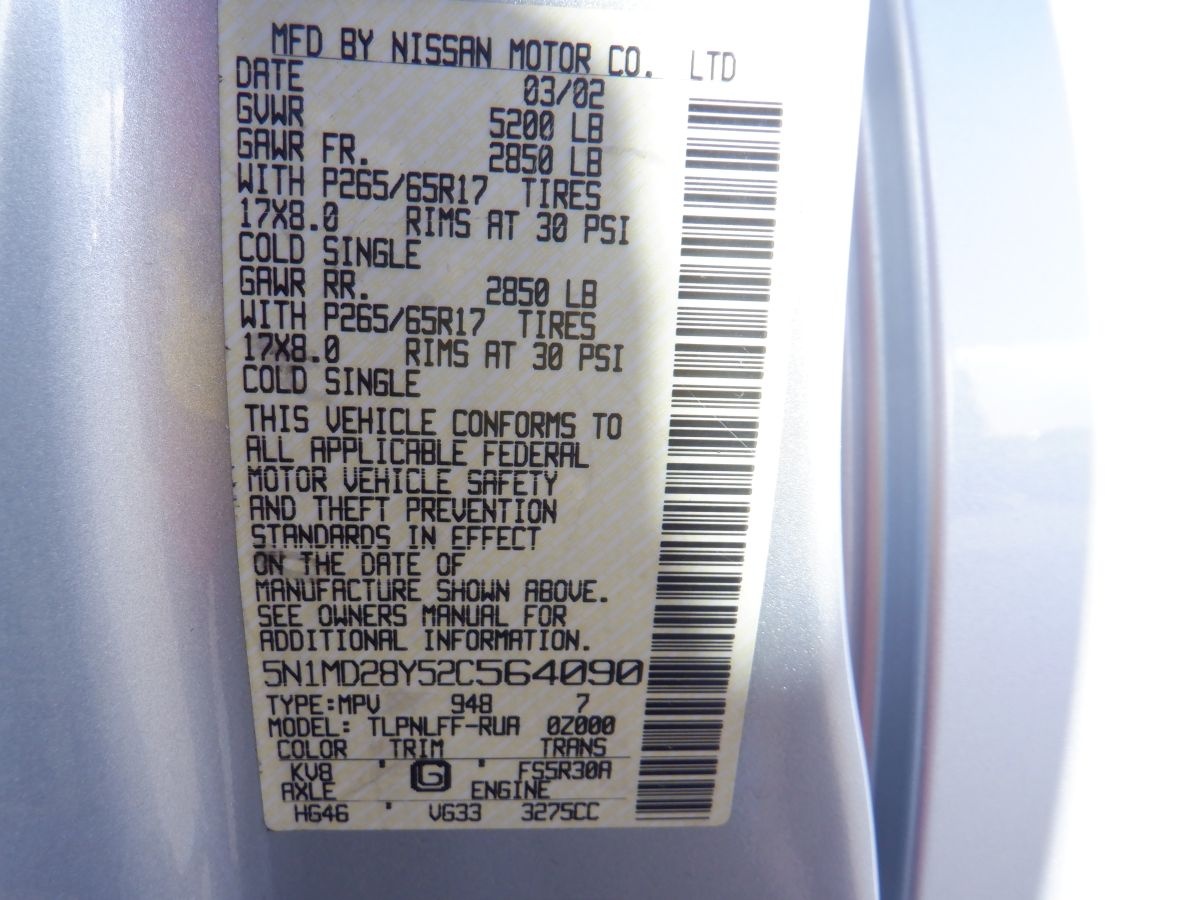 MFD BY NISSAN MOTOR CO. LTD
DATE 03/02
GVWR 5200 LB
GAWR FR. 2850 LB
WITH P265/65R17 TIRES
17X8.0 RIMS AT 30 PSI
COLD SINGLE
GAWR RR. 2850 LB
WITH P265/65R17 TIRES
17X8.0 RIMS AT 30 PSI
COLD SINGLE
THIS VEHICLE CONFORMS TO
ALL APPLICABLE FEDERAL
MOTOR VEHICLE SAFETY
AND THEFT PREVENTION
STANDARDS IN EFFECT
ON THE DATE OF
MANUFACTURE SHOWN ABOVE.
SEE OWNERS MANUAL FOR
ADDITIONAL INFORMATION.
5N1MD28Y52C564090
TYPE:MPV 948 7
MODEL: TLPNLFF-RUA 0Z000
COLOR TRIM TRANS
KV8 ' G ' FS5R30A
AXLE ENGINE
HG46 ' VG33 3275CC